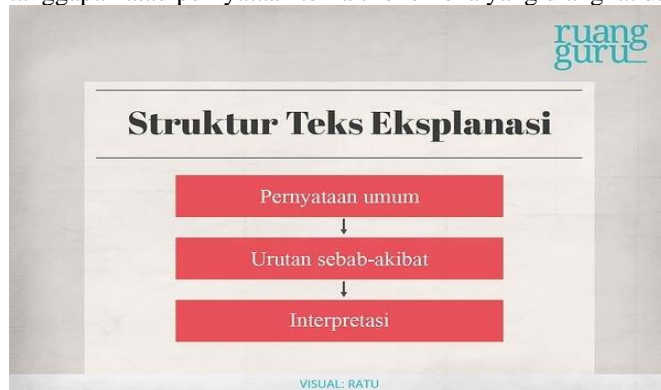 ruang
guru
Struktur Teks Eksplanasi
Pernyataan umum
Urutan sebab-akibat
Interpretasi
VISUAL: RATU